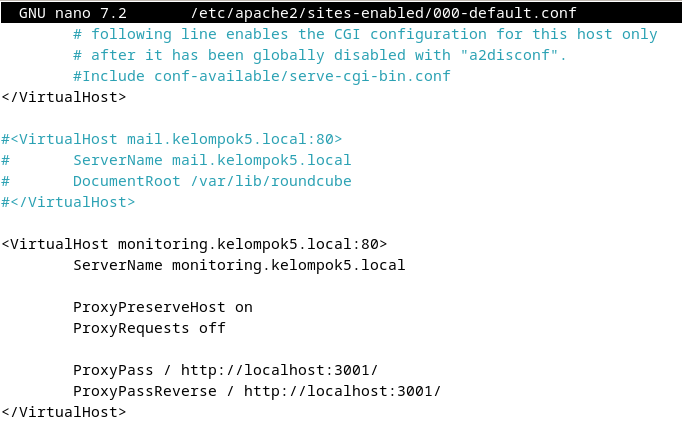 GNU nano 7.2       /etc/apache2/sites-enabled/000-default.conf
        # following line enables the CGI configuration for this host only
        # after it has been globally disabled with "a2disconf".
        #Include conf-available/serve-cgi-bin.conf
</VirtualHost>

#<VirtualHost mail.kelompok5.local:80>
#       ServerName mail.kelompok5.local
#       DocumentRoot /var/lib/roundcube
#</VirtualHost>

<VirtualHost monitoring.kelompok5.local:80>
        ServerName monitoring.kelompok5.local

        ProxyPreserveHost on
        ProxyRequests off

        ProxyPass / http://localhost:3001/
        ProxyPassReverse / http://localhost:3001/
</VirtualHost>